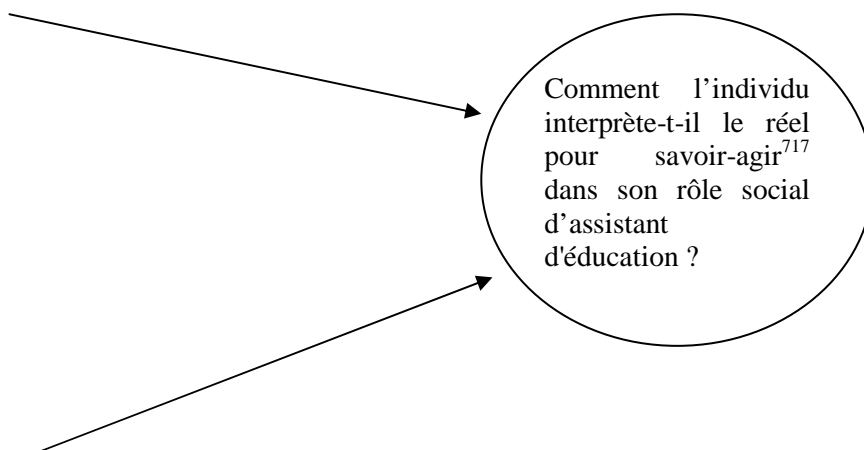 Comment l’individu
interprète-t-il le réel
pour savoir-agir717
dans son rôle social
d’assistant
d'éducation ?